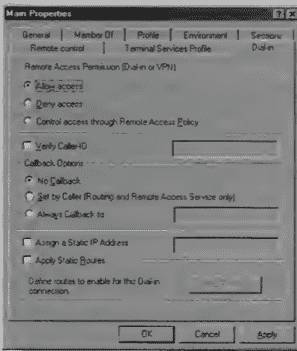 Main Properties
General Member Of Profile Environment Sessions
Remote control Terminal Services Profile Dial-in
Remote Access Permission (Dial-in or VPN)
Allow access
Deny access
Control access through Remote Access Policy
Verify Caller-ID
Callback Options
No Callback
Set by Caller (Routing and Remote Access Service only)
Always Callback to
Assign a Static IP Address
Apply Static Routes
Define routes to enable for this Dial-in
connection.
OK Cancel Apply